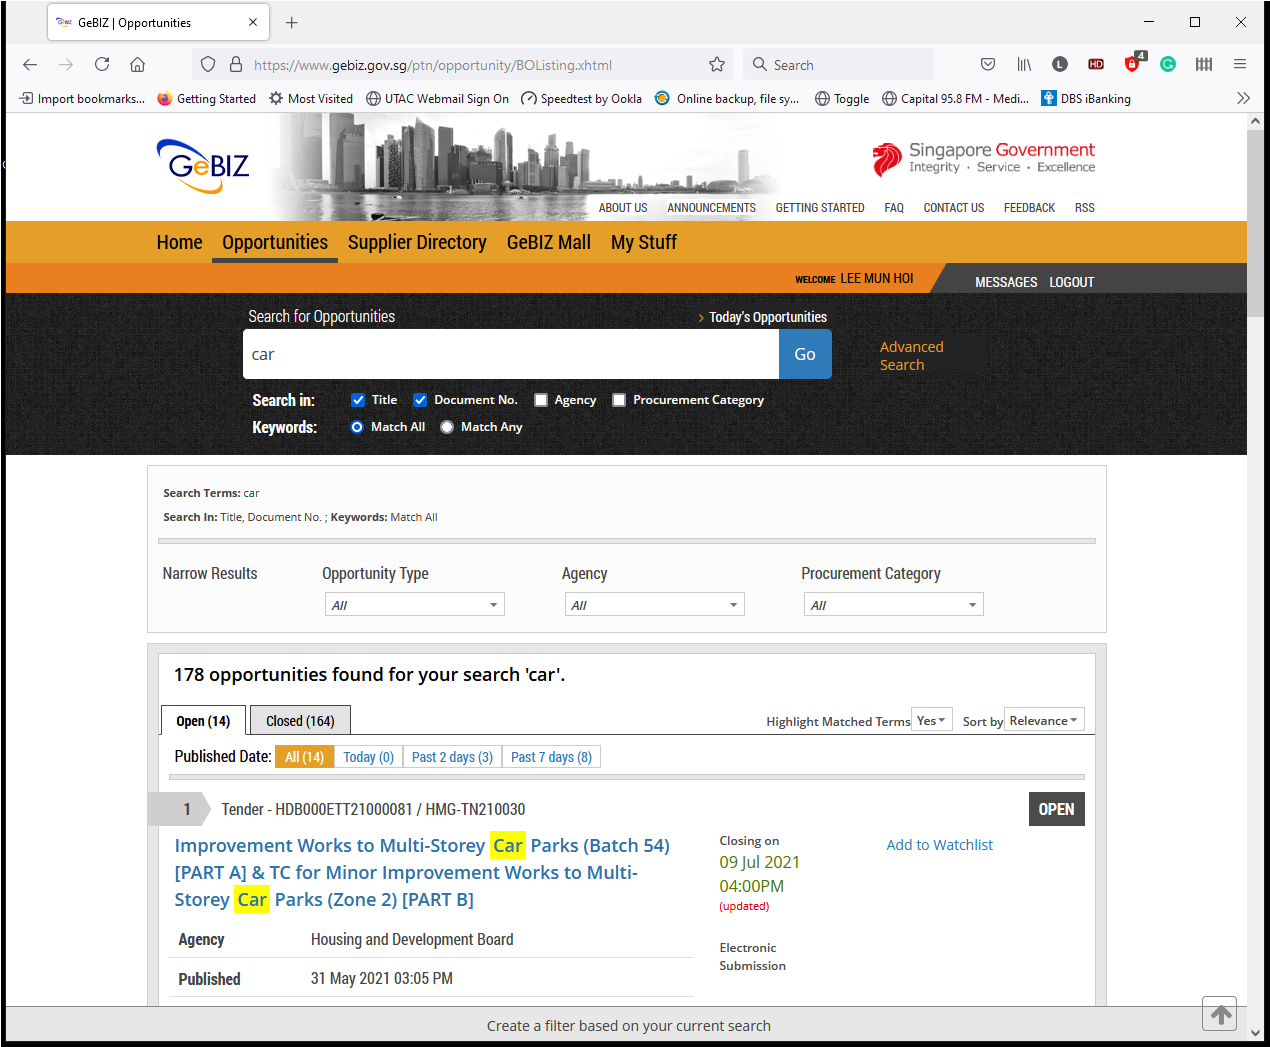 GeBIZ | Opportunities
https://www.gebiz.gov.sg/ptn/opportunity/BOListing.xhtml
Search
L
HD
4
G
Import bookmarks...
Getting Started
Most Visited
UTAC Webmail Sign On
Speedtest by Ookla
Online backup, file sy...
Toggle
Capital 95.8 FM - Medi...
DBS iBanking
GeBIZ
Singapore Government
Integrity · Service · Excellence
ABOUT US ANNOUNCEMENTS GETTING STARTED FAQ CONTACT US FEEDBACK RSS
Home Opportunities Supplier Directory GeBIZ Mall My Stuff
WELCOME LEE MUN HOI MESSAGES LOGOUT
Search for Opportunities
› Today's Opportunities
car
Go
Advanced
Search
Search in: Title Document No. Agency Procurement Category
Keywords: Match All Match Any
Search Terms: car
Search In: Title, Document No. ; Keywords: Match All
Narrow Results
Opportunity Type
Agency
Procurement Category
All
All
All
178 opportunities found for your search 'car'.
Open (14)
Closed (164)
Highlight Matched Terms Yes
Sort by Relevance
Published Date: All (14) Today (0) Past 2 days (3) Past 7 days (8)
1
Tender - HDB000ETT21000081 / HMG-TN210030
OPEN
Improvement Works to Multi-Storey Car Parks (Batch 54)
[PART A] & TC for Minor Improvement Works to Multi-
Storey Car Parks (Zone 2) [PART B]
Closing on
09 Jul 2021
04:00PM
(updated)
Add to Watchlist
Agency Housing and Development Board
Electronic
Submission
Published 31 May 2021 03:05 PM
Create a filter based on your current search